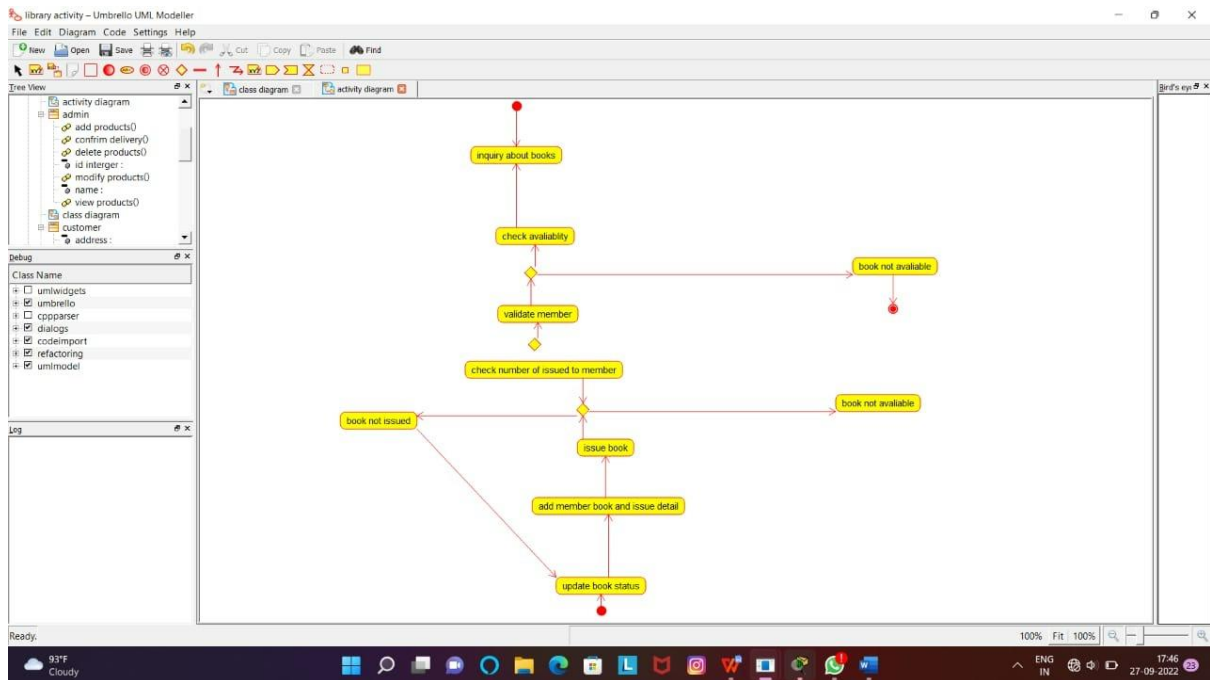 library activity – Umbrello UML Modeller
File Edit Diagram Code Settings Help
New Open Save Cut Copy Paste Find
Tree View
class diagram activity diagram
Bird's eye
activity diagram
admin
add products()
confrim delivery()
delete products()
id interger :
modify products()
name :
view products()
class diagram
customer
address :
Debug
Class Name
umlwidgets
umbrello
cppparser
dialogs
codeimport
refactoring
umlmodel
Log
inquiry about books
check avaliablity
book not avaliable
validate member
check number of issued to member
book not avaliable
book not issued
issue book
add member book and issue detail
update book status
Ready.
100% Fit 100%
93°F
Cloudy
ENG
IN
17:46
27-09-2022
23